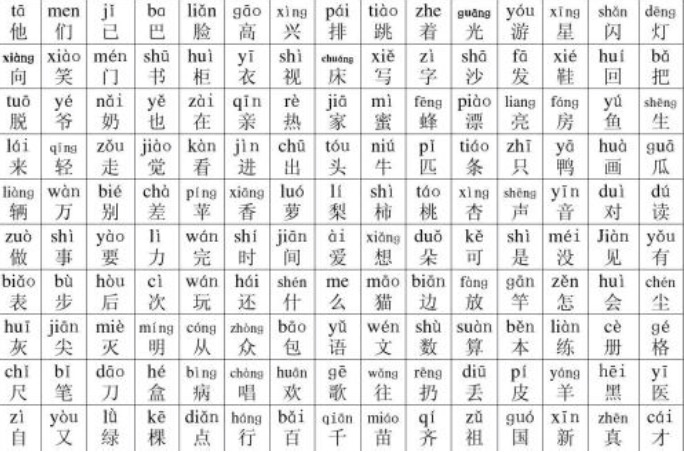 tā men jǐ ba liǎn gāo xìng pái tiào zhe guāng yóu xīng shǎn dēng
他 们 己 巴 脸 高 兴 排 跳 着 光 游 星 闪 灯
xiàng xiào mén shū huì yī shì chuáng xiě zì shā fā xié huí bǎ
向 笑 门 书 柜 衣 视 床 写 字 沙 发 鞋 回 把
tuō yé nǎi yě zài qīn rè jiā mì fēng piào liang fáng yú shēng
脱 爷 奶 也 在 亲 热 家 蜜 蜂 漂 亮 房 鱼 生
lái qīng zǒu jiào kàn jìn chū tóu niú pǐ tiáo zhī yā huà guā
来 轻 走 觉 看 进 出 头 牛 匹 条 只 鸭 画 瓜
liàng wàn bié chà píng xiāng luó lí shì táo xìng shēng yīn duì dú
辆 万 别 差 苹 香 萝 梨 柿 桃 杏 声 音 对 读
zuò shì yào lì wán shí jiān ài xiǎng duǒ kě shì méi Jiàn yǒu
做 事 要 力 完 时 间 爱 想 朵 可 是 没 见 有
biǎo bù hòu cì wán hái shén me māo biān fàng gān zěn huì chén
表 步 后 次 玩 还 什 么 猫 边 放 竿 怎 会 尘
huī jiān miè míng cóng zhòng bāo yǔ wén shù suàn běn liàn cè gé
灰 尖 灭 明 从 众 包 语 文 数 算 本 练 册 格
chǐ bǐ dāo hé bìng chàng huān gē wǎng rēng diū pí yáng hēi yī
尺 笔 刀 盒 病 唱 欢 歌 往 扔 丢 皮 羊 黑 医
zì yòu lǜ kē diǎn háng bǎi qiān miáo qí zǔ guó xīn zhēn cái
自 又 绿 棵 点 行 百 千 苗 齐 祖 国 新 真 才